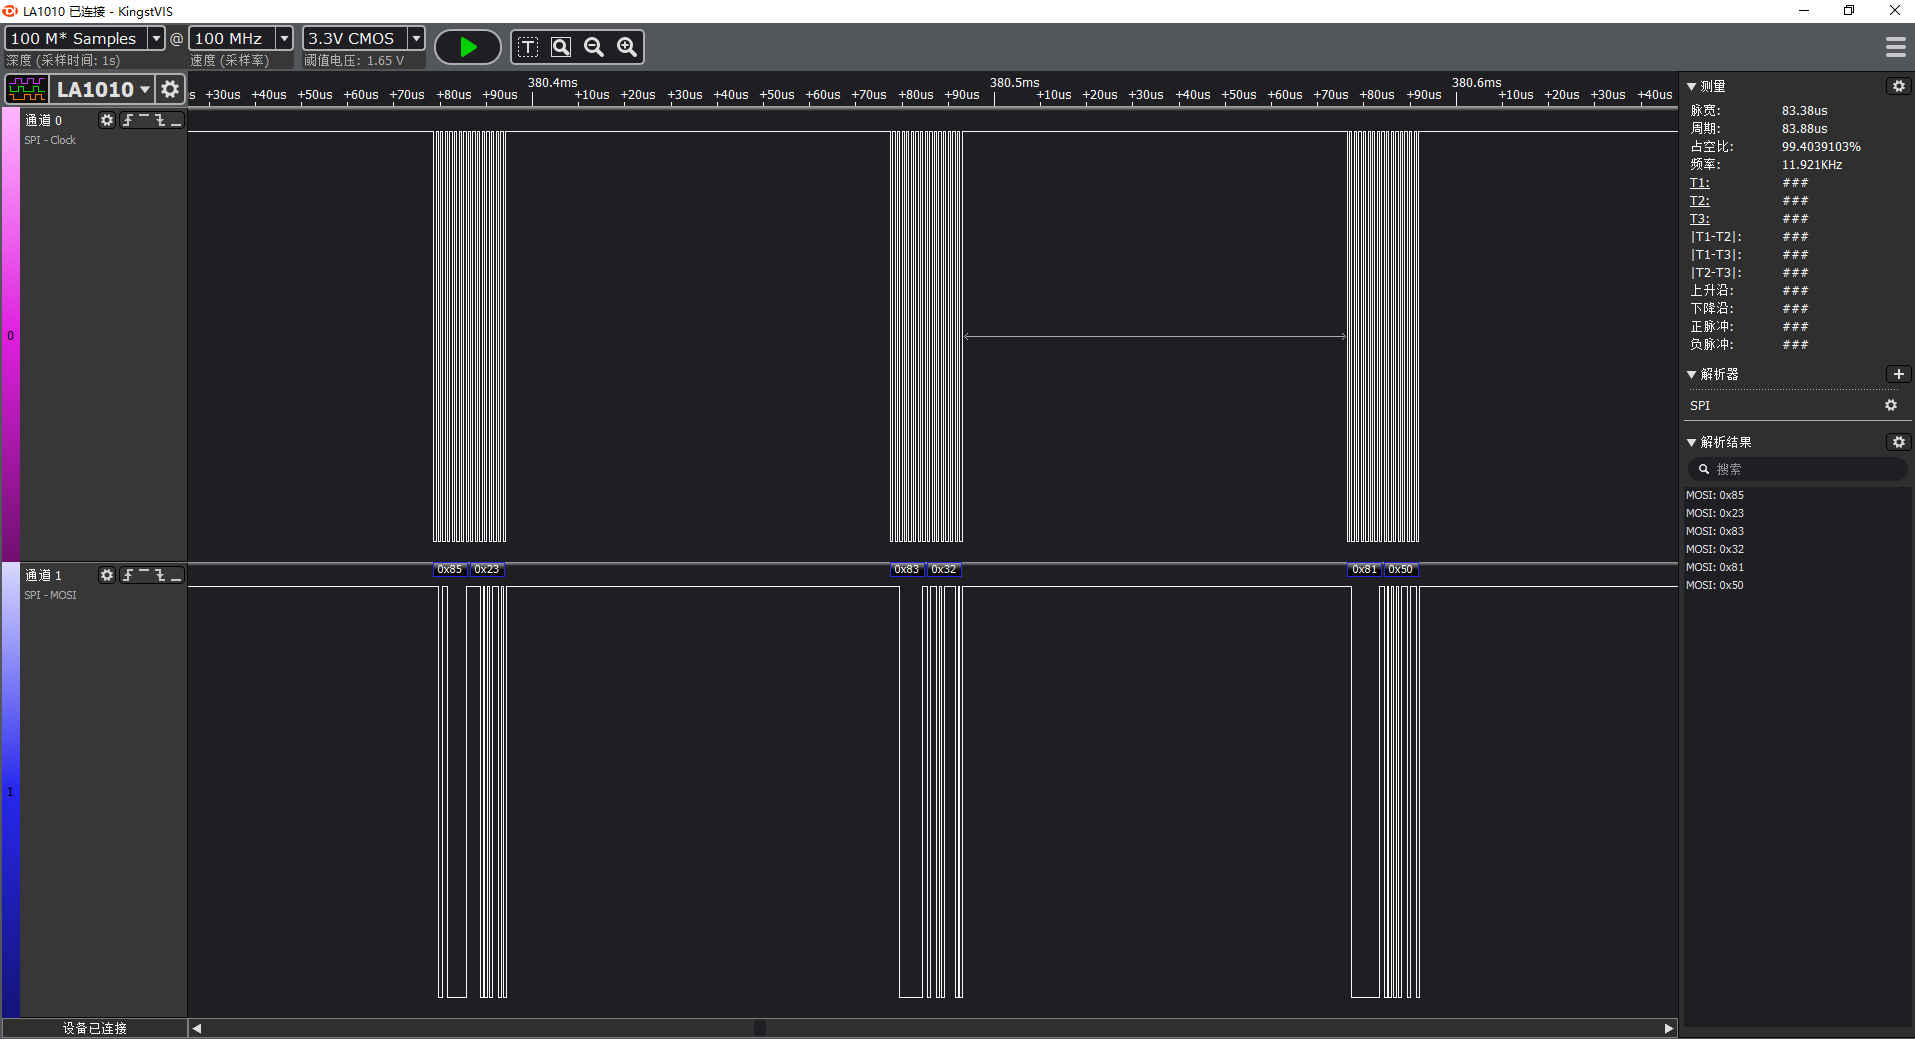 LA1010 已连接 - KingstVIS
100 M* Samples @ 100 MHz 3.3V CMOS
深度 (采样时间: 1s) 速度 (采样率) 阈值电压: 1.65 V
LA1010
380.4ms 380.5ms 380.6ms
s +30us +40us +50us +60us +70us +80us +90us +10us +20us +30us +40us +50us +60us +70us +80us +90us +10us +20us +30us +40us +50us +60us +70us +80us +90us +10us +20us +30us +40us
通道 0
SPI - Clock
0
0x85 0x23 0x83 0x32 0x81 0x50
通道 1
SPI - MOSI
1
设备已连接
测量
脉宽: 83.38us
周期: 83.88us
占空比: 99.4039103%
频率: 11.921KHz
T1: ###
T2: ###
T3: ###
|T1-T2|: ###
|T1-T3|: ###
|T2-T3|: ###
上升沿: ###
下降沿: ###
正脉冲: ###
负脉冲: ###
解析器
SPI
解析结果
搜索
MOSI: 0x85
MOSI: 0x23
MOSI: 0x83
MOSI: 0x32
MOSI: 0x81
MOSI: 0x50